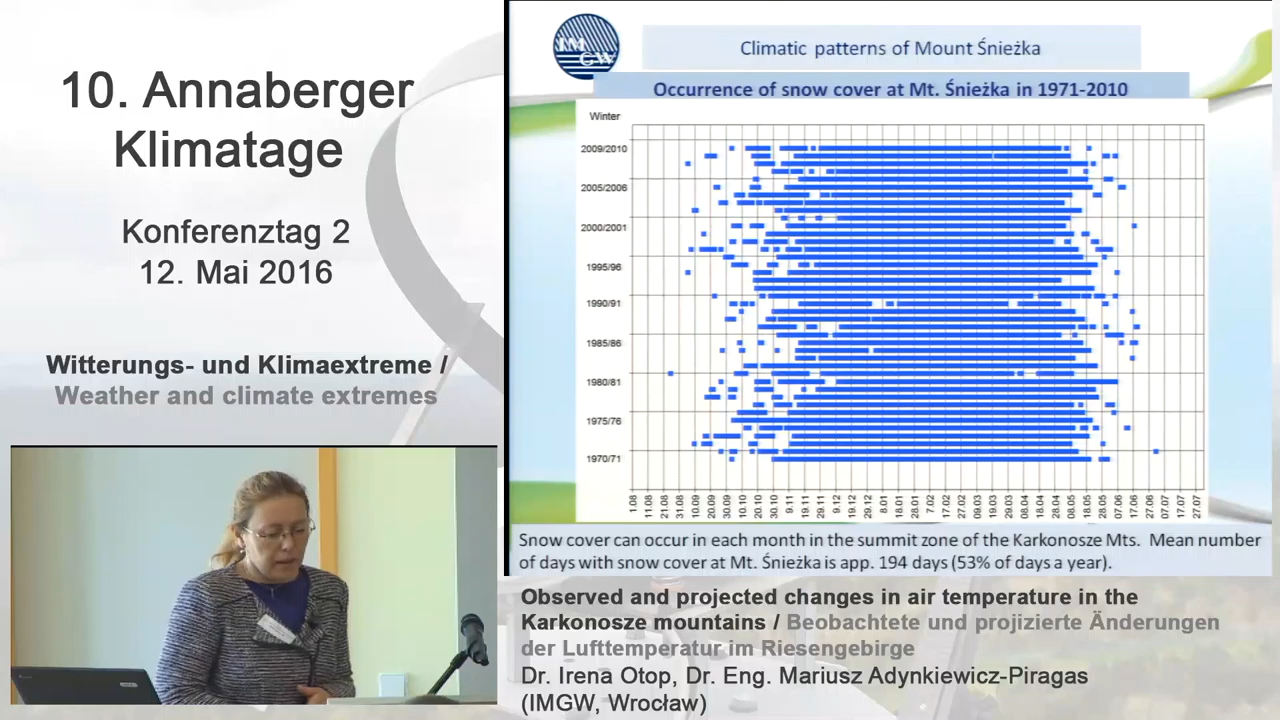 10. Annaberger
Klimatage
Konferenztag 2
12. Mai 2016
Witterungs- und Klimaextreme /
Weather and climate extremes
IM
GW
Climatic patterns of Mount Śnieżka
Occurrence of snow cover at Mt. Śnieżka in 1971-2010
Winter
2009/2010
2005/2006
2000/2001
1995/96
1990/91
1985/86
1980/81
1975/76
1970/71
1.08
11.08
21.08
31.08
10.09
20.09
30.09
10.10
20.10
30.10
9.11
19.11
29.11
9.12
19.12
29.12
8.01
18.01
28.01
7.02
17.02
27.02
09.03
19.03
29.03
08.04
18.04
28.04
08.05
18.05
28.05
07.06
17.06
27.06
07.07
17.07
27.07
Snow cover can occur in each month in the summit zone of the Karkonosze Mts. Mean number
of days with snow cover at Mt. Śnieżka is app. 194 days (53% of days a year).
Observed and projected changes in air temperature in the
Karkonosze mountains / Beobachtete und projizierte Änderungen
der Lufttemperatur im Riesengebirge
Dr. Irena Otop, Dr. Eng. Mariusz Adynkiewicz-Piragas
(IMGW, Wrocław)